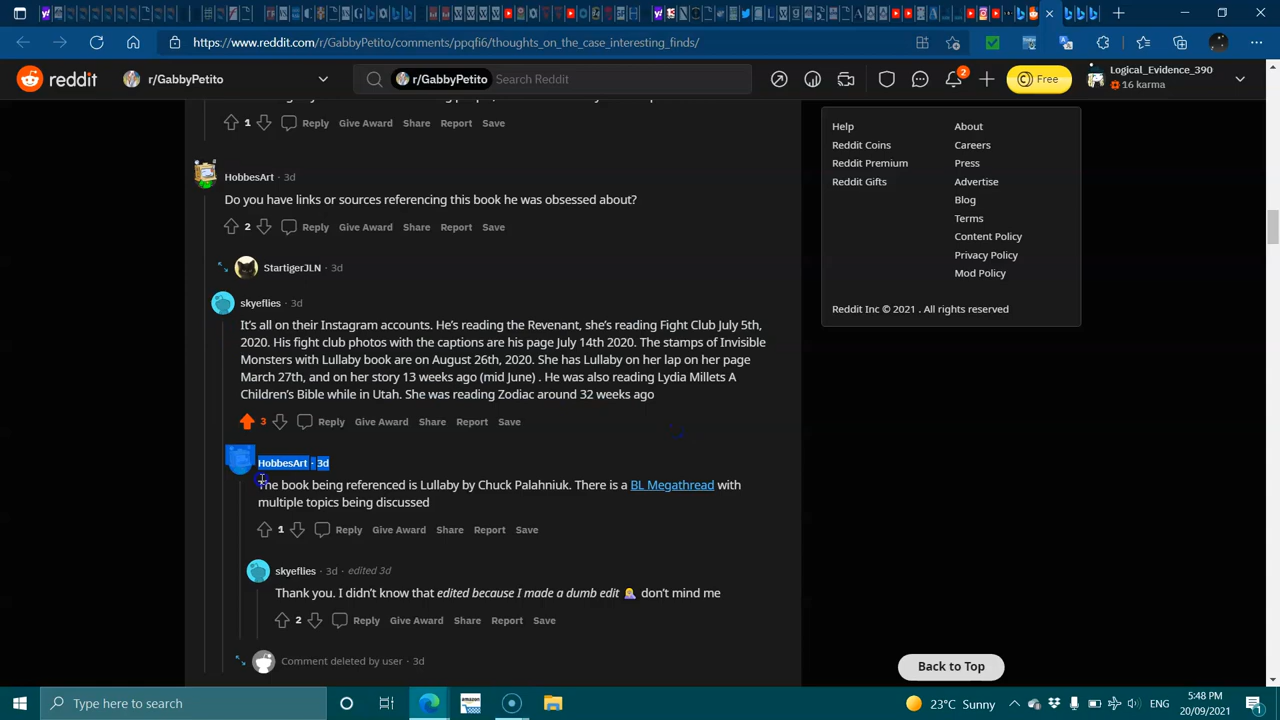 https://www.reddit.com/r/GabbyPetito/comments/ppqfi6/thoughts_on_the_case_interesting_finds/
reddit
r/GabbyPetito
r/GabbyPetito
Search Reddit
2
Free
Logical_Evidence_390
16 karma
1
Reply
Give Award
Share
Report
Save
HobbesArt · 3d
Do you have links or sources referencing this book he was obsessed about?
2
Reply
Give Award
Share
Report
Save
StartigerJLN · 3d
skyeflies · 3d
It's all on their Instagram accounts. He's reading the Revenant, she's reading Fight Club July 5th,
2020. His fight club photos with the captions are his page July 14th 2020. The stamps of Invisible
Monsters with Lullaby book are on August 26th, 2020. She has Lullaby on her lap on her page
March 27th, and on her story 13 weeks ago (mid June) . He was also reading Lydia Millets A
Children's Bible while in Utah. She was reading Zodiac around 32 weeks ago
3
Reply
Give Award
Share
Report
Save
HobbesArt · 3d
The book being referenced is Lullaby by Chuck Palahniuk. There is a BL Megathread with
multiple topics being discussed
1
Reply
Give Award
Share
Report
Save
skyeflies · 3d · edited 3d
Thank you. I didn't know that edited because I made a dumb edit 🤦‍♀️ don't mind me
2
Reply
Give Award
Share
Report
Save
Comment deleted by user · 3d
Help
About
Reddit Coins
Careers
Reddit Premium
Press
Reddit Gifts
Advertise
Blog
Terms
Content Policy
Privacy Policy
Mod Policy
Reddit Inc © 2021 . All rights reserved
Back to Top
Type here to search
amazon
23°C Sunny
ENG
5:48 PM
20/09/2021
1